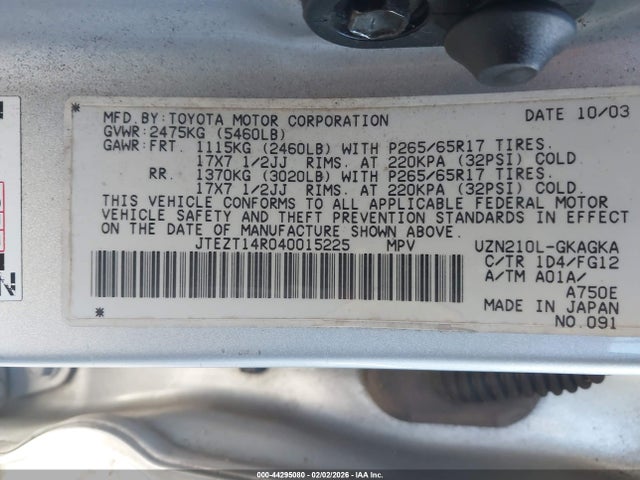 MFD. BY: TOYOTA MOTOR CORPORATION DATE 10/03
GVWR: 2475KG (5460LB)
GAWR: FRT. 1115KG (2460LB) WITH P265/65R17 TIRES.
17X7 1/2JJ RIMS. AT 220KPA (32PSI) COLD.
RR. 1370KG (3020LB) WITH P265/65R17 TIRES.
17X7 1/2JJ RIMS. AT 220KPA (32PSI) COLD.
THIS VEHICLE CONFORMS TO ALL APPLICABLE FEDERAL MOTOR
VEHICLE SAFETY AND THEFT PREVENTION STANDARDS IN EFFECT
ON THE DATE OF MANUFACTURE SHOWN ABOVE.
JTEZT14R040015225 MPV UZN210L-GKAGKA
C/TR 1D4/FG12
A/TM A01A/
A750E
MADE IN JAPAN
NO.091
000-44295080 - 02/02/2026 - IAA Inc.